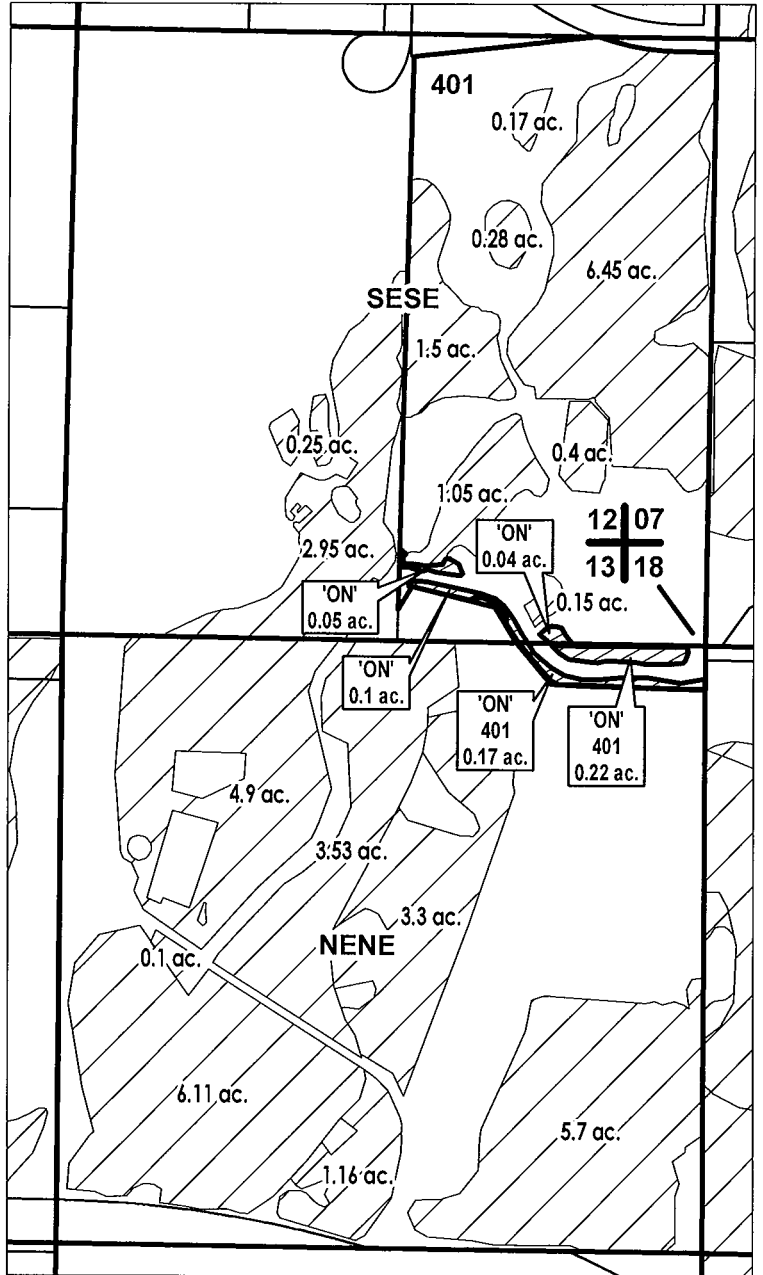 401
0.17 ac.
0.28 ac.
6.45 ac.
SESE
1.5 ac.
0.25 ac.
0.4 ac.
1.05 ac.
12 07
13 18
2.95 ac.
'ON'
0.04 ac.
'ON'
0.05 ac.
0.15 ac.
'ON'
0.1 ac.
'ON'
401
0.17 ac.
'ON'
401
0.22 ac.
4.9 ac.
3.53 ac.
3.3 ac.
NENE
0.1 ac.
6.11 ac.
5.7 ac.
1.16 ac.